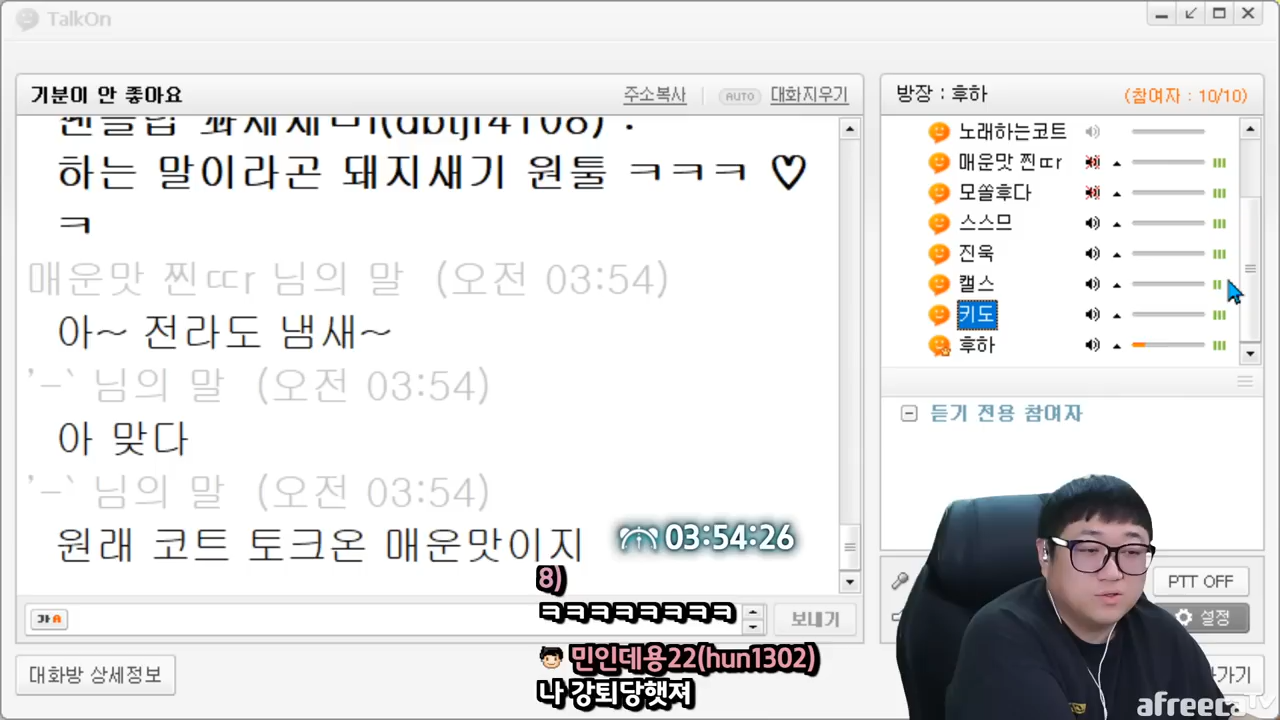 TalkOn
기분이 안 좋아요
주소복사
AUTO
대화지우기
하는 말이라곤 돼지새기 원툴 ㅋㅋㅋ ♡
ㅋ
매운맛 찐ㄸr 님의 말 (오전 03:54)
아~ 전라도 냄새~
'-` 님의 말 (오전 03:54)
아 맞다
'-` 님의 말 (오전 03:54)
원래 코트 토크온 매운맛이지
03:54:26
8)
ㅋㅋㅋㅋㅋㅋㅋㅋ
민인데용22(hun1302)
나 강퇴당햇져
가A
보내기
대화방 상세정보
방장 : 후하
(참여자 : 10/10)
노래하는코트
매운맛 찐ㄸr
모쏠후다
스스므
진욱
캘스
키도
후하
듣기 전용 참여자
PTT OFF
설정
가기
afreecaTV